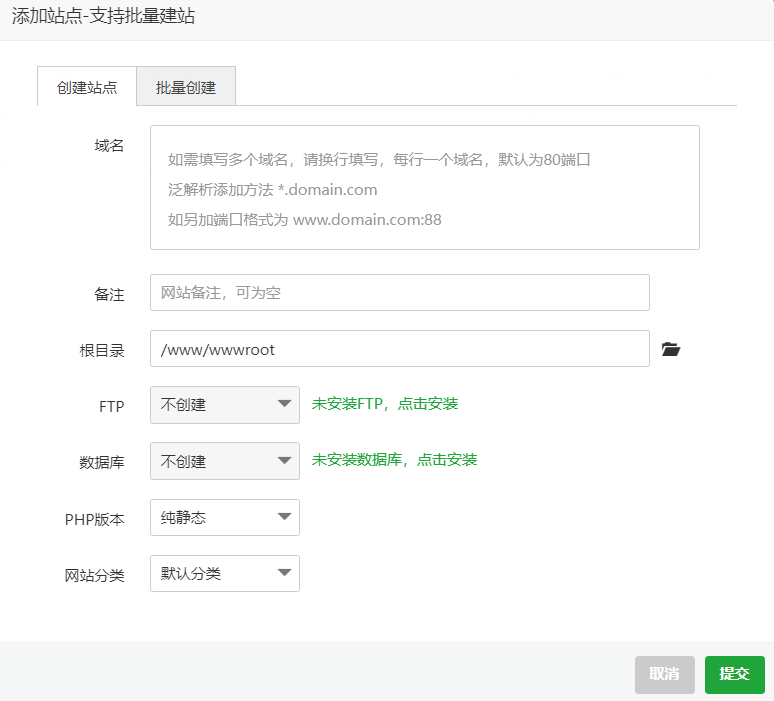 添加站点-支持批量建站
创建站点
批量创建
域名
如需填写多个域名，请换行填写，每行一个域名，默认为80端口
泛解析添加方法 *.domain.com
如另加端口格式为 www.domain.com:88
备注
网站备注，可为空
根目录
/www/wwwroot
FTP
不创建
未安装FTP，点击安装
数据库
不创建
未安装数据库，点击安装
PHP版本
纯静态
网站分类
默认分类
取消
提交